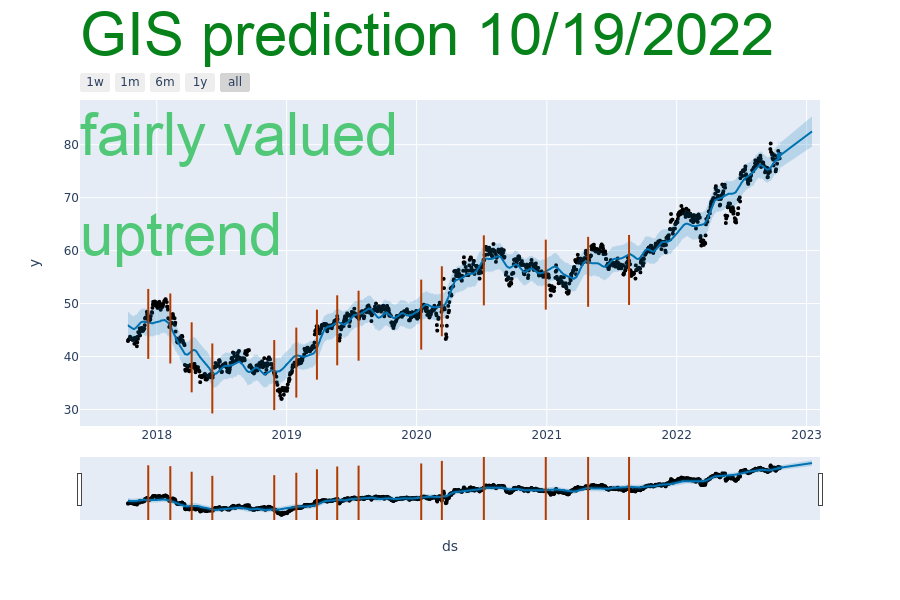 GIS prediction 10/19/2022
1w 1m 6m 1y all
fairly valued
80
70
uptrend
60
y
50
40
30
2018 2019 2020 2021 2022 2023
ds